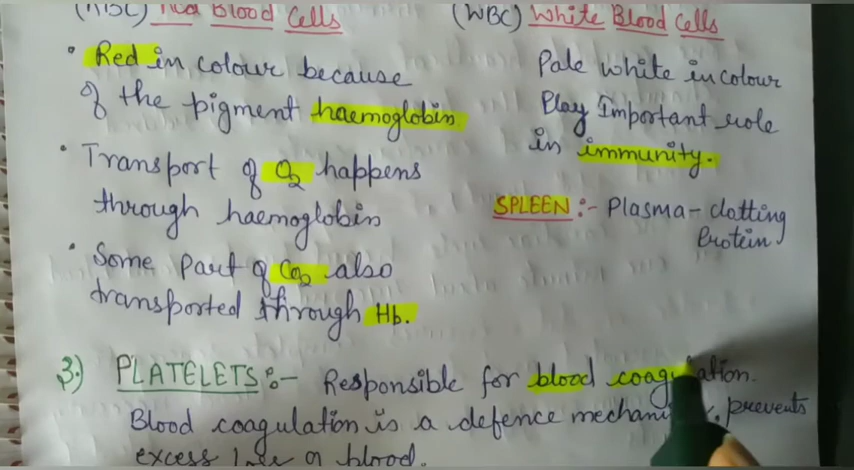 (RBC) Red Blood Cells
• Red in colour because
of the pigment haemoglobin
• Transport of O2 happens
through haemoglobin
• Some part of CO2 also
transported through Hb.
(WBC) White Blood Cells
Pale white in colour
Play Important role
in immunity.
SPLEEN :- Plasma - clotting
Protein
3.) PLATELETS :- Responsible for blood coagulation.
Blood coagulation is a defence prevents
excess of blood.